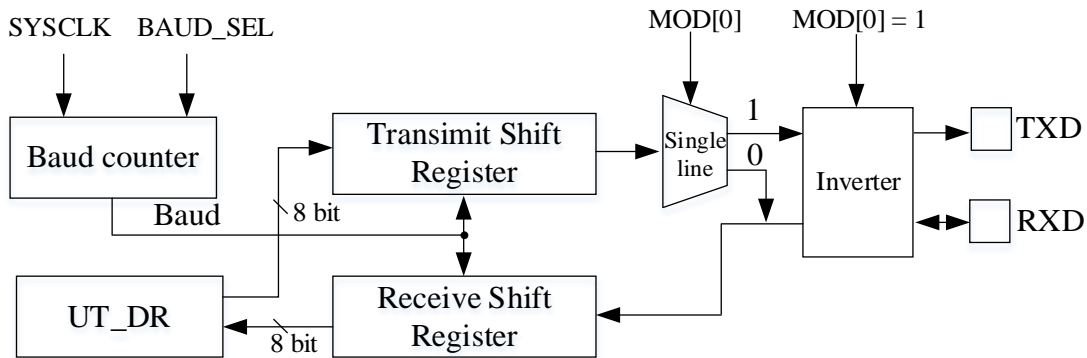 SYSCLK BAUD_SEL
MOD[0]
MOD[0] = 1
Baud counter
Transimit Shift
Register
Single
line
1
0
Inverter
TXD
RXD
Baud
8 bit
UT_DR
Receive Shift
Register
8 bit